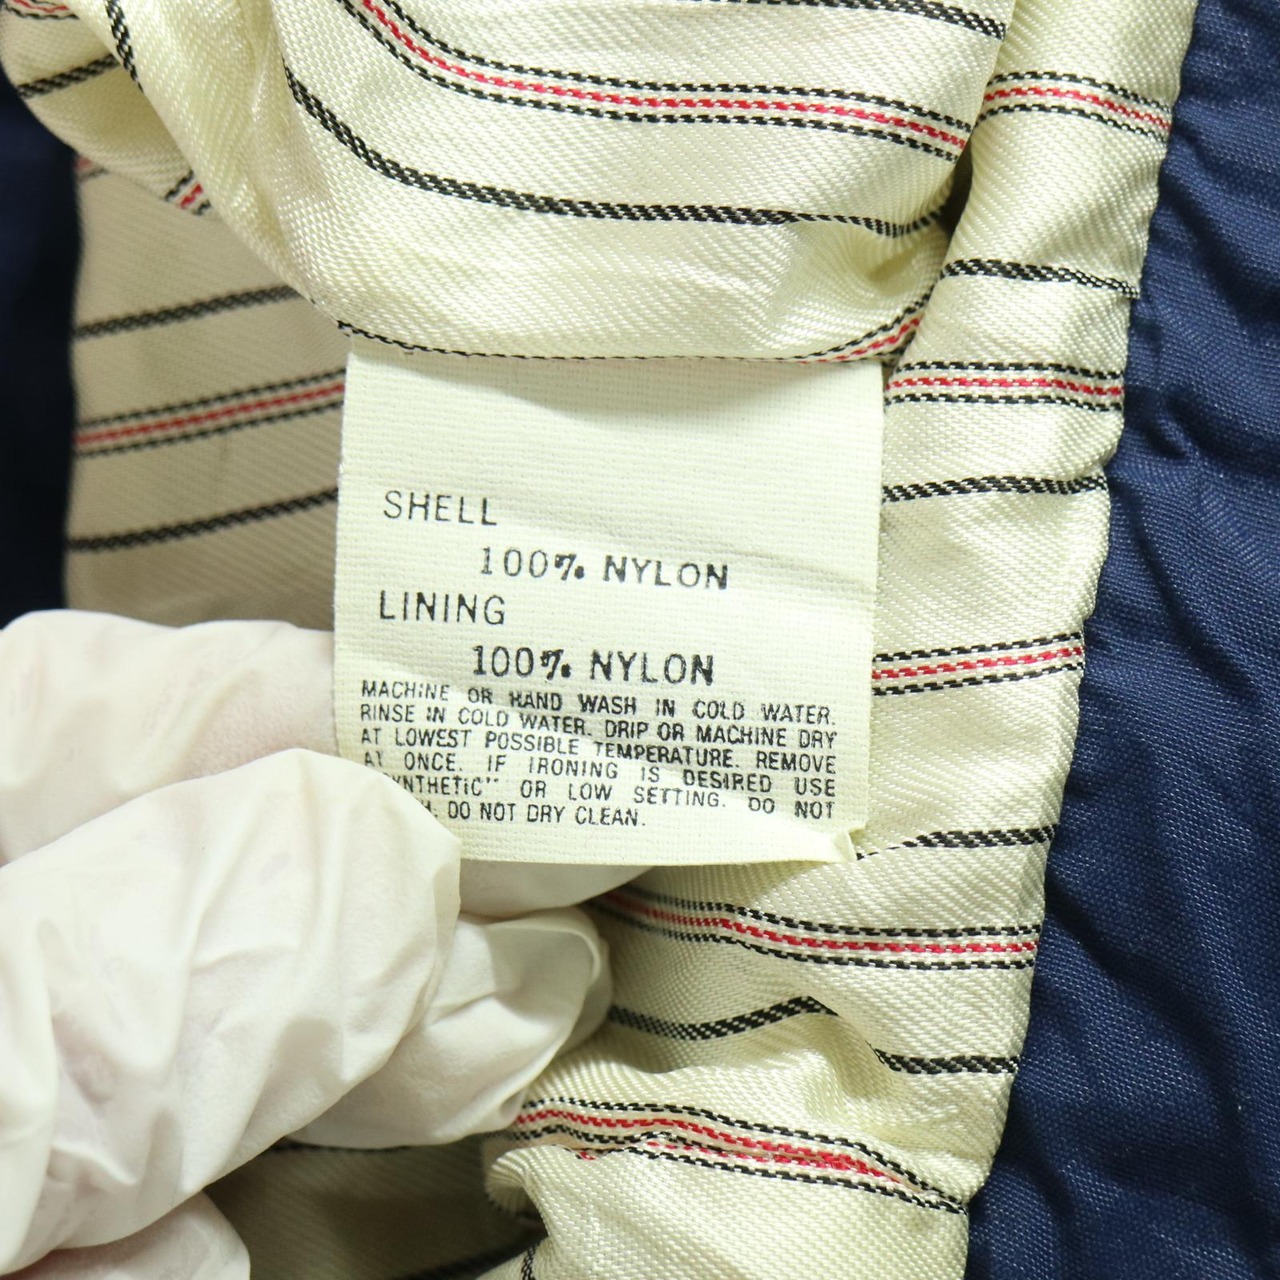 SHELL
100% NYLON
LINING
100% NYLON
MACHINE OR HAND WASH IN COLD WATER.
RINSE IN COLD WATER. DRIP OR MACHINE DRY
AT LOWEST POSSIBLE TEMPERATURE. REMOVE
AT ONCE. IF IRONING IS DESIRED USE
YNTHETIC" OR LOW SETTING. DO NOT
H. DO NOT DRY CLEAN.